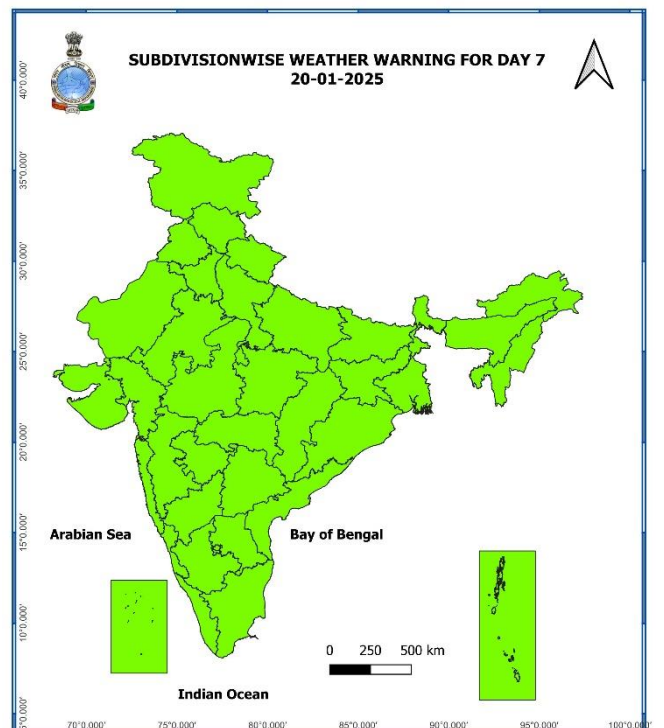 SUBDIVISIONWISE WEATHER WARNING FOR DAY 7
20-01-2025
40°0.000'
35°0.000'
30°0.000'
25°0.000'
20°0.000'
15°0.000'
10°0.000'
5°0.000'
Arabian Sea
Bay of Bengal
0 250 500 km
Indian Ocean
70°0.000' 75°0.000' 80°0.000' 85°0.000' 90°0.000' 95°0.000' 100°0.000'